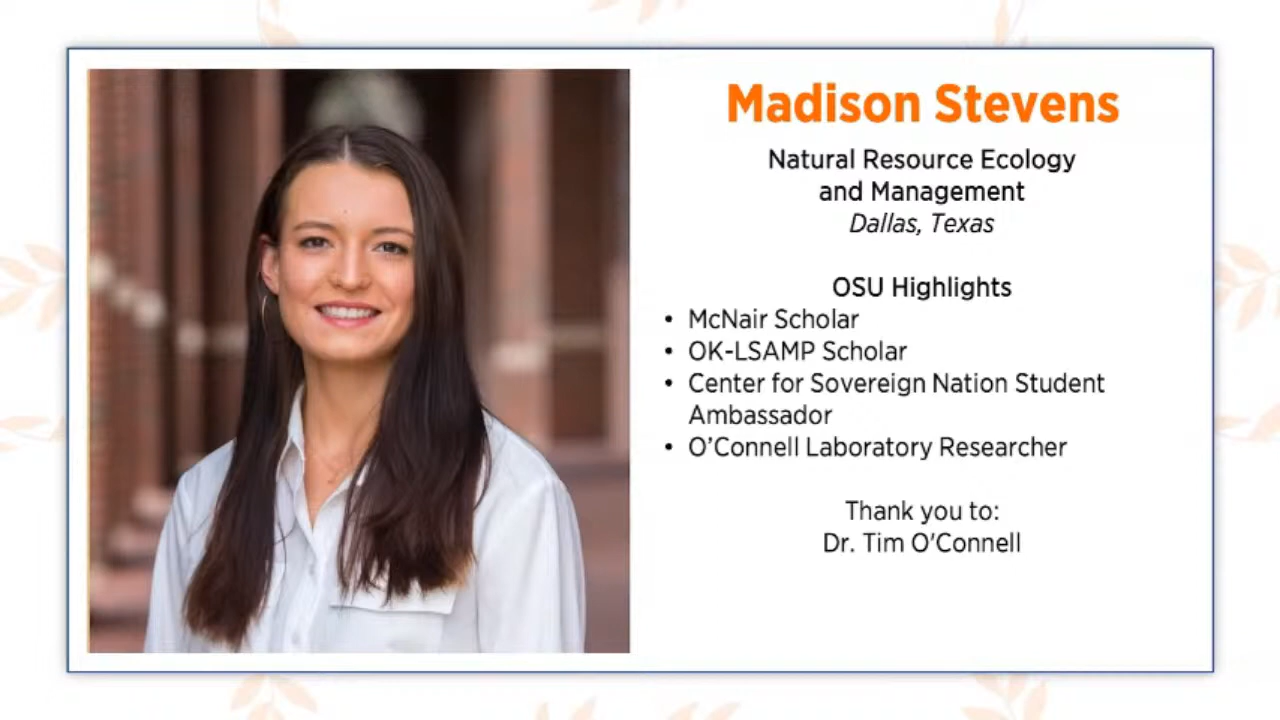 Madison Stevens
Natural Resource Ecology
and Management
Dallas, Texas
OSU Highlights
• McNair Scholar
• OK-LSAMP Scholar
• Center for Sovereign Nation Student
Ambassador
• O’Connell Laboratory Researcher
Thank you to:
Dr. Tim O'Connell